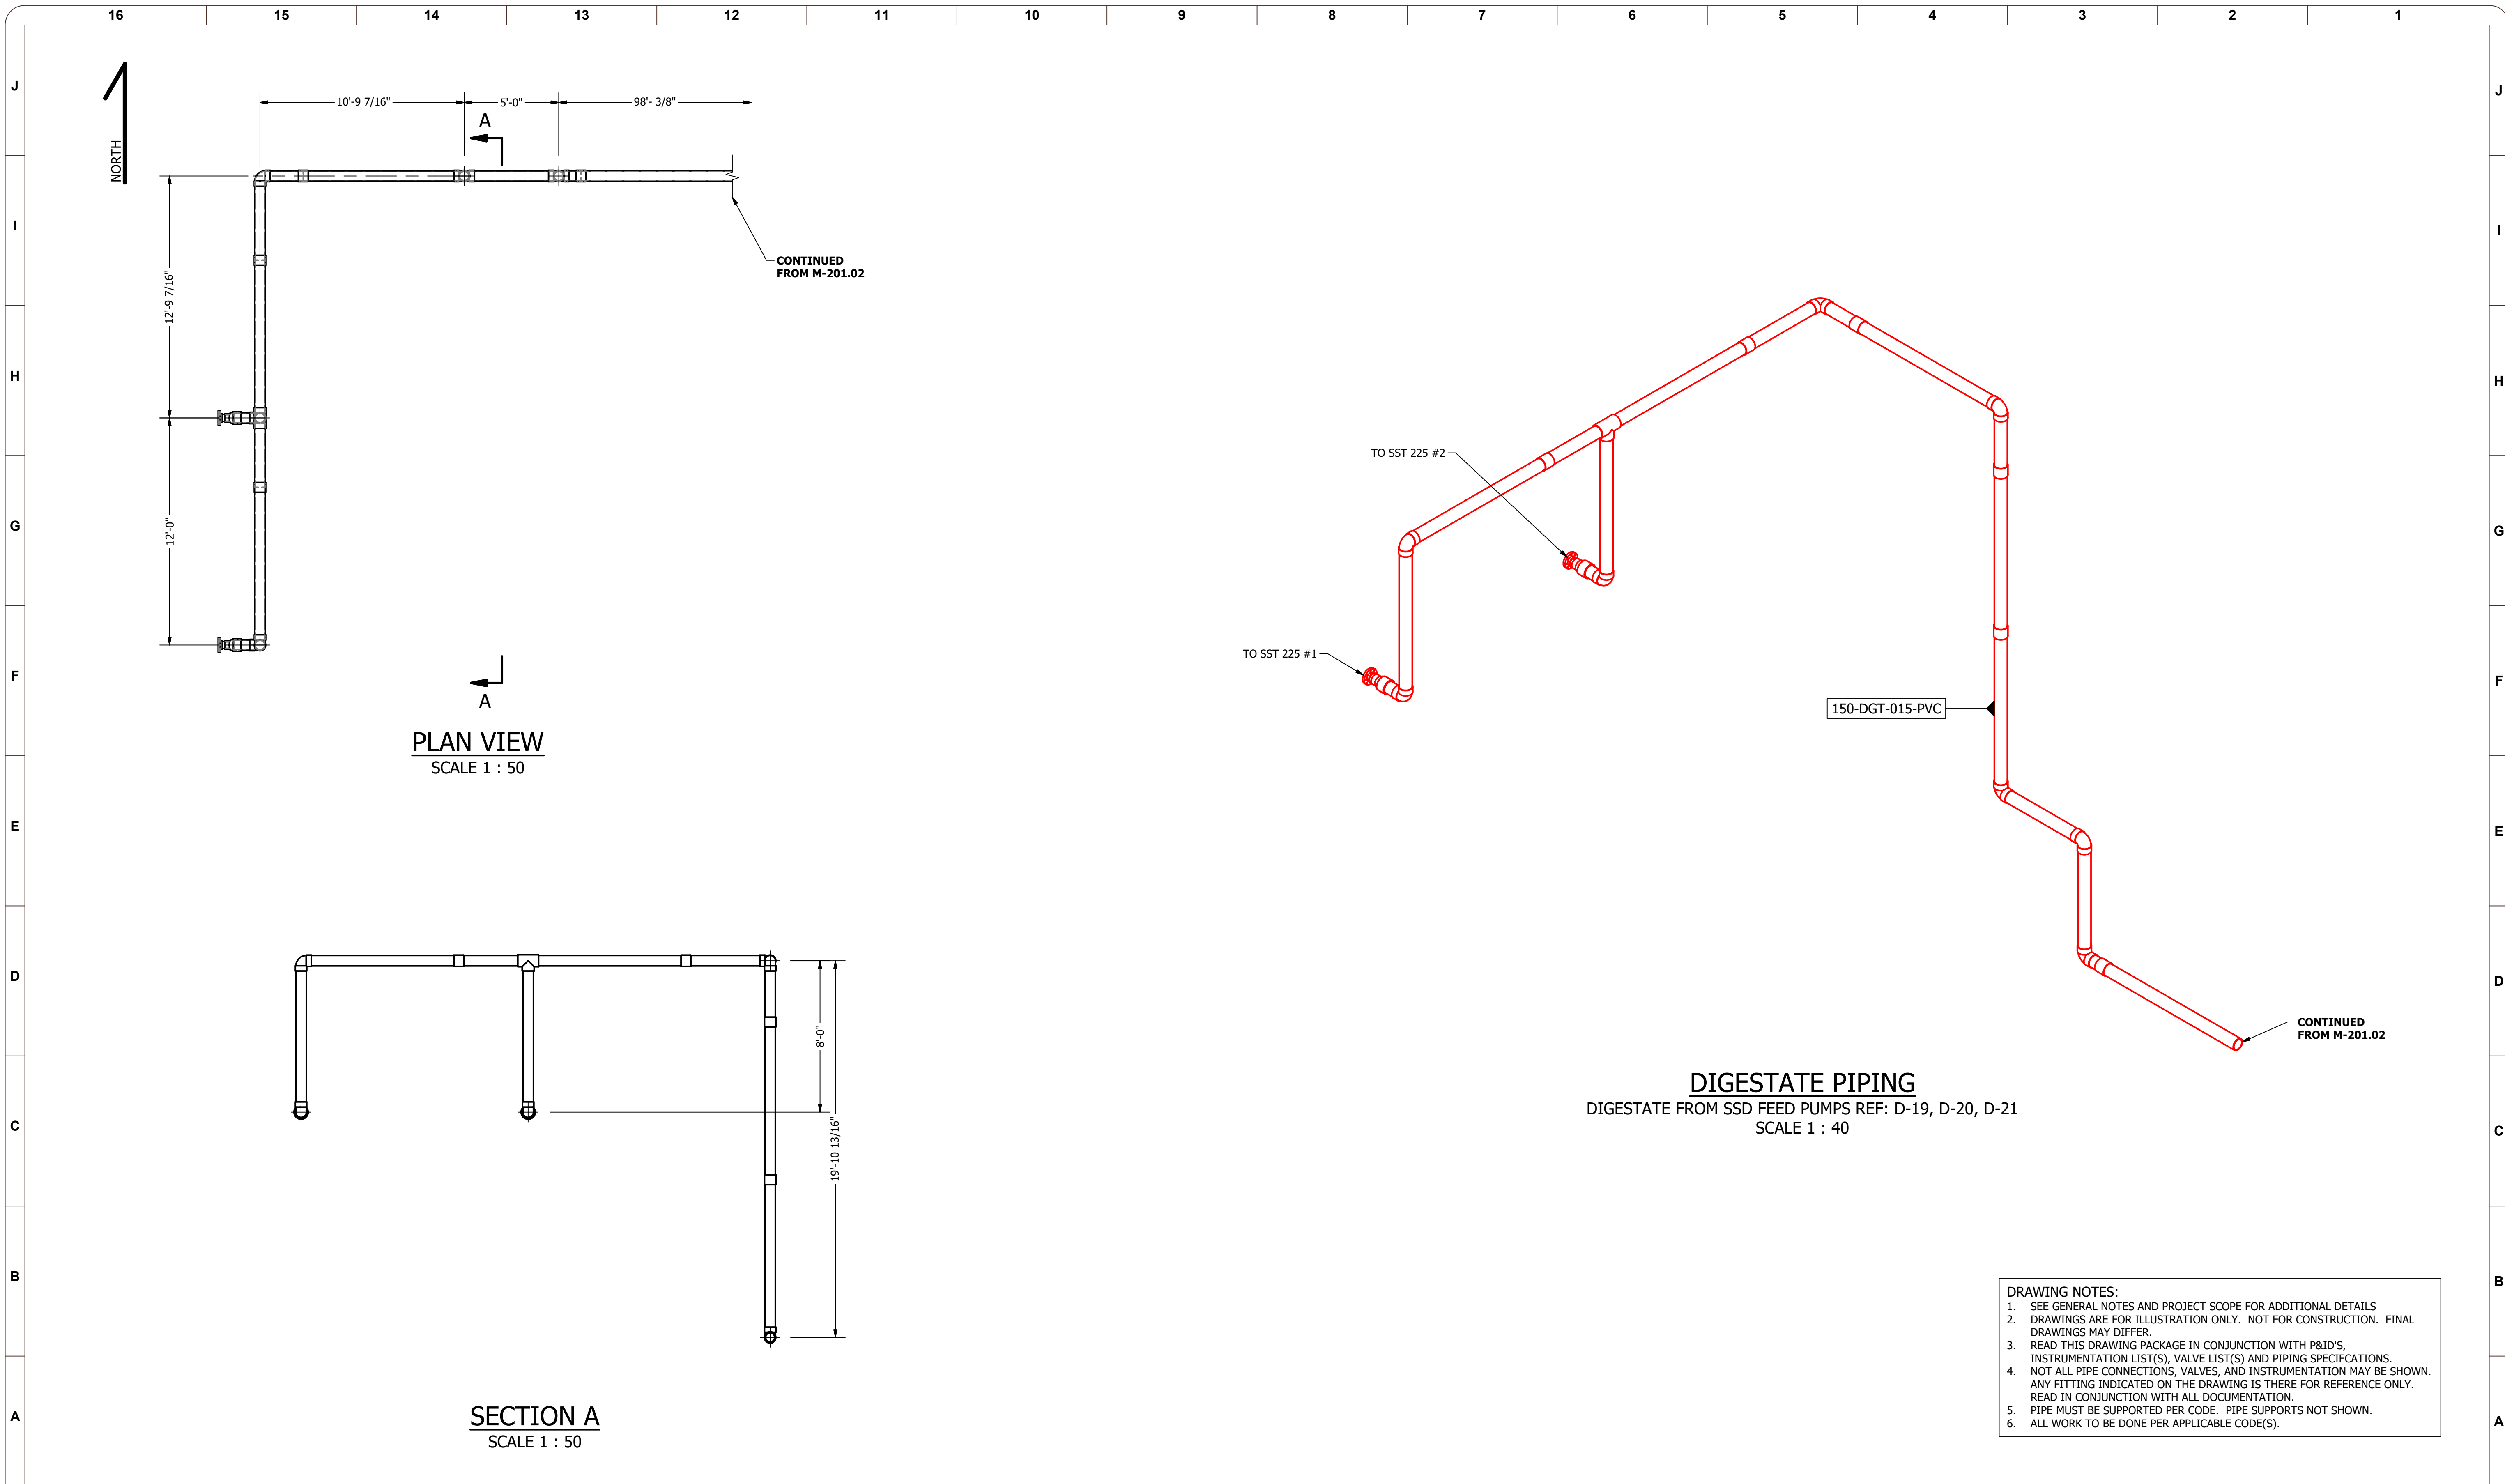 16 15 14 13 12 11 10 9 8 7 6 5 4 3 2 1
J
J
I
I
H
H
G
G
F
F
E
E
D
D
C
C
B
B
A
A
NORTH
10'-9 7/16"
5'-0"
98'- 3/8"
A
12'-9 7/16"
CONTINUED
FROM M-201.02
12'-0"
A
PLAN VIEW
SCALE 1 : 50
8'-0"
19'-10 13/16"
SECTION A
SCALE 1 : 50
TO SST 225 #2
TO SST 225 #1
150-DGT-015-PVC
CONTINUED
FROM M-201.02
DIGESTATE PIPING
DIGESTATE FROM SSD FEED PUMPS REF: D-19, D-20, D-21
SCALE 1 : 40
DRAWING NOTES:
1. SEE GENERAL NOTES AND PROJECT SCOPE FOR ADDITIONAL DETAILS
2. DRAWINGS ARE FOR ILLUSTRATION ONLY. NOT FOR CONSTRUCTION. FINAL
DRAWINGS MAY DIFFER.
3. READ THIS DRAWING PACKAGE IN CONJUNCTION WITH P&ID'S,
INSTRUMENTATION LIST(S), VALVE LIST(S) AND PIPING SPECIFCATIONS.
4. NOT ALL PIPE CONNECTIONS, VALVES, AND INSTRUMENTATION MAY BE SHOWN.
ANY FITTING INDICATED ON THE DRAWING IS THERE FOR REFERENCE ONLY.
READ IN CONJUNCTION WITH ALL DOCUMENTATION.
5. PIPE MUST BE SUPPORTED PER CODE. PIPE SUPPORTS NOT SHOWN.
6. ALL WORK TO BE DONE PER APPLICABLE CODE(S).